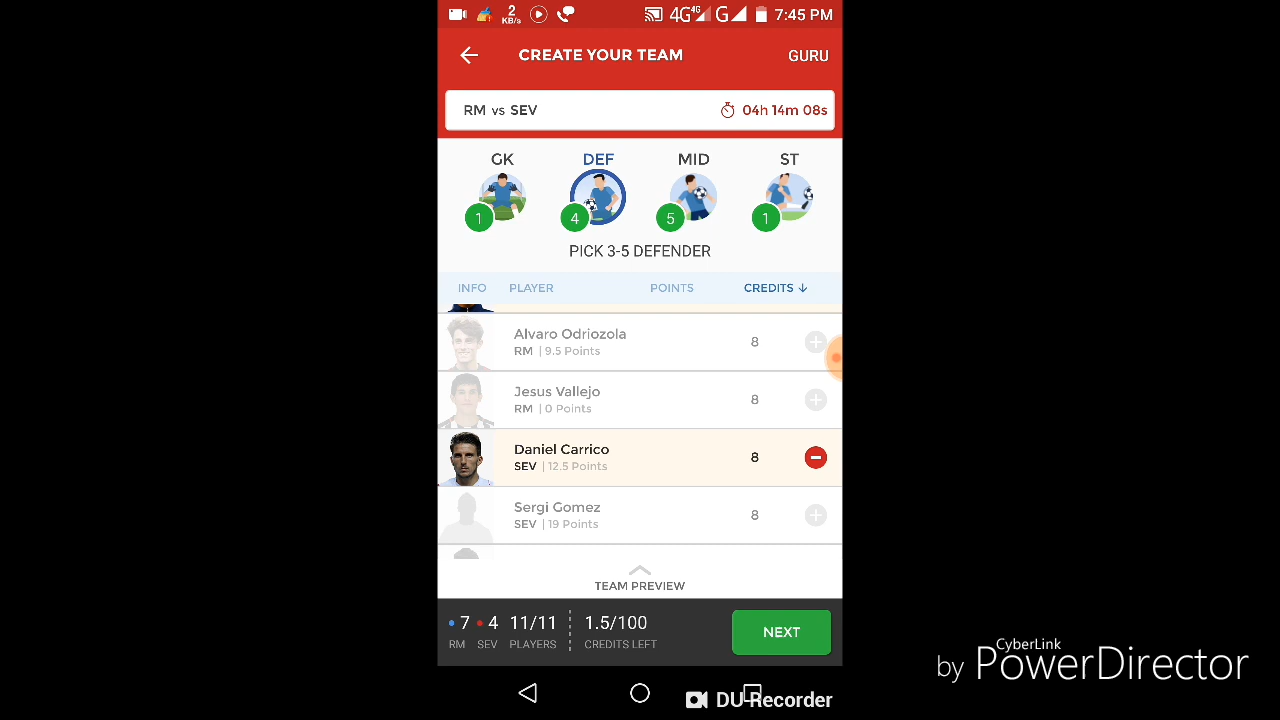 2
KB/s
4G 4G G 7:45 PM
CREATE YOUR TEAM GURU
RM vs SEV 04h 14m 08s
GK DEF MID ST
1 4 5 1
PICK 3-5 DEFENDER
INFO PLAYER POINTS CREDITS ↓
Alvaro Odriozola
RM | 9.5 Points 8
Jesus Vallejo
RM | 0 Points 8
Daniel Carrico
SEV | 12.5 Points 8
Sergi Gomez
SEV | 19 Points 8
TEAM PREVIEW
7 4 11/11 1.5/100
RM SEV PLAYERS CREDITS LEFT
NEXT
DU Recorder
CyberLink
by PowerDirector